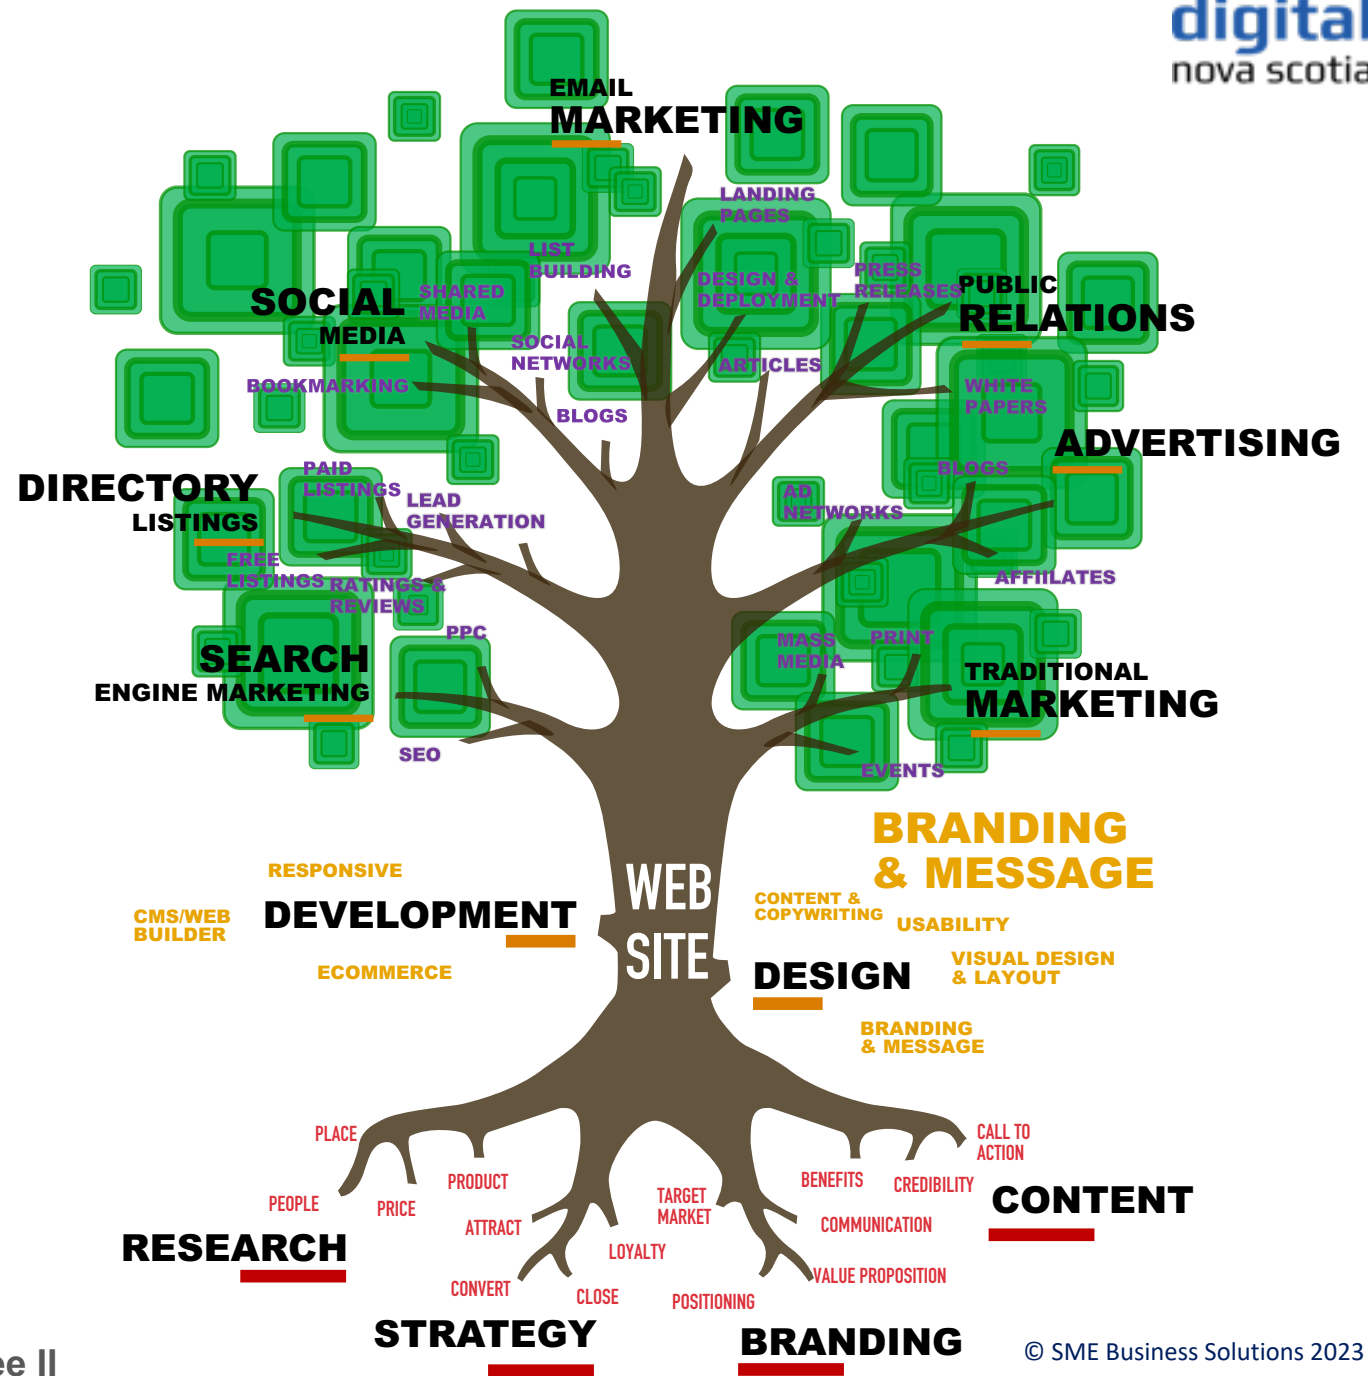 digital
nova scotia
EMAIL
MARKETING
LANDING
PAGES
LIST
BUILDING
DESIGN &
DEPLOYMENT
PRESS
RELEASES
PUBLIC
RELATIONS
SOCIAL
MEDIA
SHARED
MEDIA
SOCIAL
NETWORKS
ARTICLES
BOOKMARKING
BLOGS
WHITE
PAPERS
ADVERTISING
DIRECTORY
LISTINGS
PAID
LISTINGS
LEAD
GENERATION
AD
NETWORKS
BLOGS
FREE
LISTINGS
RATINGS &
REVIEWS
AFFIILATES
SEARCH
ENGINE MARKETING
PPC
MASS
MEDIA
PRINT
TRADITIONAL
MARKETING
SEO
EVENTS
BRANDING
& MESSAGE
RESPONSIVE
CMS/WEB
BUILDER
DEVELOPMENT
ECOMMERCE
WEB
SITE
CONTENT &
COPYWRITING
USABILITY
DESIGN
VISUAL DESIGN
& LAYOUT
BRANDING
& MESSAGE
PLACE
PEOPLE
PRICE
PRODUCT
RESEARCH
ATTRACT
CONVERT
CLOSE
LOYALTY
STRATEGY
TARGET
MARKET
POSITIONING
VALUE PROPOSITION
COMMUNICATION
BRANDING
BENEFITS
CREDIBILITY
CALL TO
ACTION
CONTENT
II
© SME Business Solutions 2023